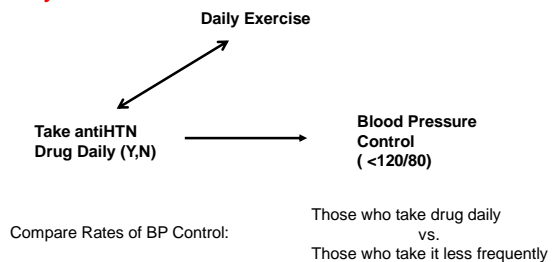 Daily Exercise
Take antiHTN
Drug Daily (Y,N)
Blood Pressure
Control
( <120/80)
Compare Rates of BP Control:
Those who take drug daily
vs.
Those who take it less frequently